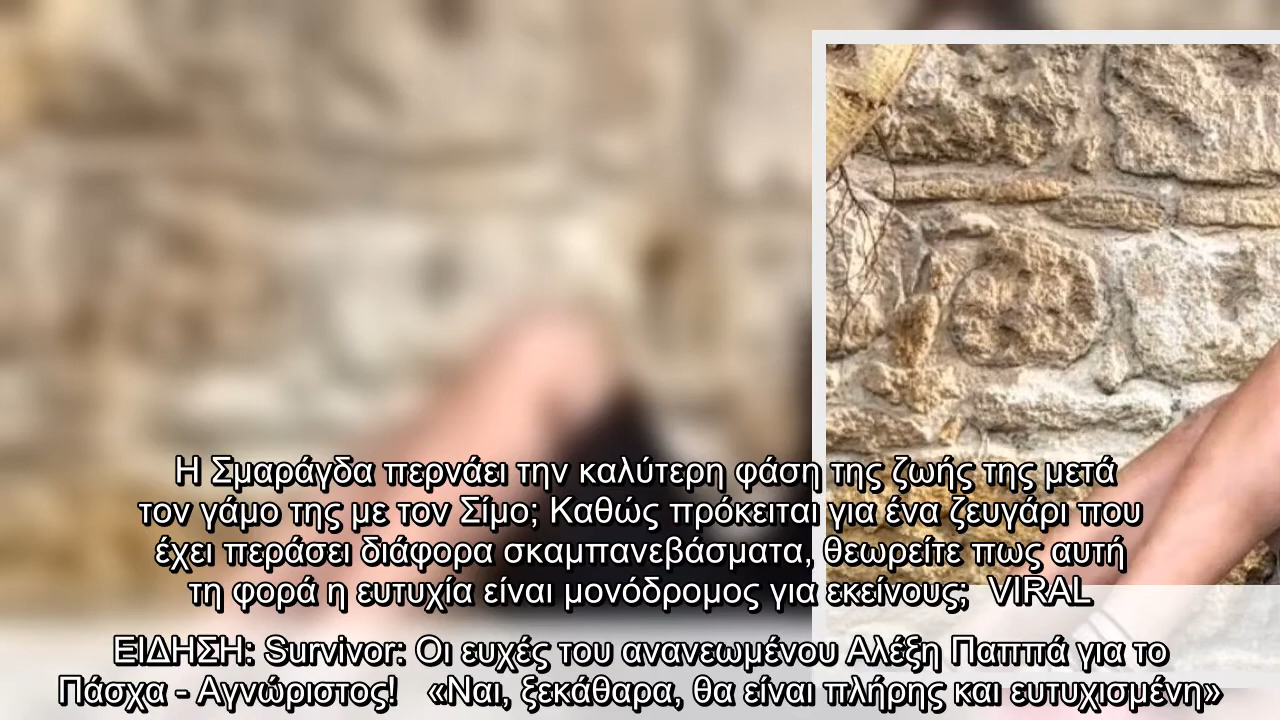 Η Σμαράγδα περνάει την καλύτερη φάση της ζωής της μετά
τον γάμο της με τον Σίμο; Καθώς πρόκειται για ένα ζευγάρι που
έχει περάσει διάφορα σκαμπανεβάσματα, θεωρείτε πως αυτή
τη φορά η ευτυχία είναι μονόδρομος για εκείνους; VIRAL
ΕΙΔΗΣΗ: Survivor: Οι ευχές του ανανεωμένου Αλέξη Παππά για το
Πάσχα - Αγνώριστος! «Ναι, ξεκάθαρα, θα είναι πλήρης και ευτυχισμένη»